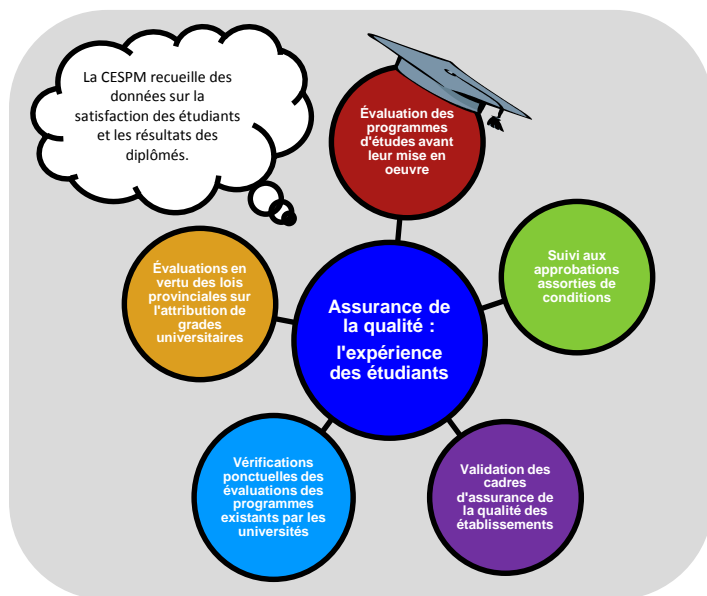 La CESPM recueille des
données sur la
satisfaction des étudiants
et les résultats des
diplômés.
Évaluation des
programmes
d'études avant
leur mise en
oeuvre
Suivi aux
approbations
assorties de
conditions
Évaluations en
vertu des lois
provinciales sur
l'attribution de
grades
universitaires
Assurance de
la qualité :
l'expérience
des étudiants
Vérifications
ponctuelles des
évaluations des
programmes
existants par les
universités
Validation des
cadres
d'assurance de
la qualité des
établissements